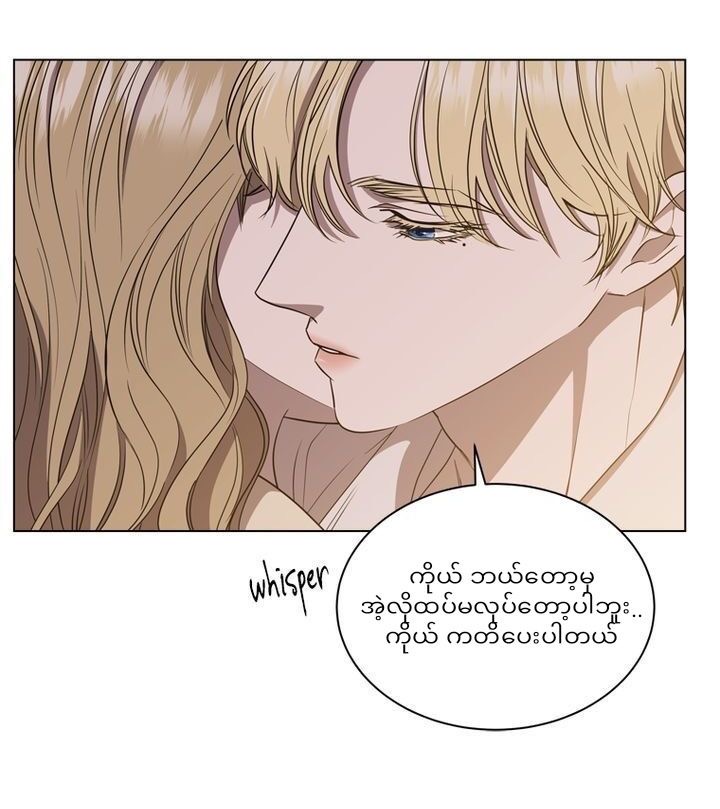 whisper
ကိုယ် ဘယ်တော့မှ
အဲ့လိုထပ်မလုပ်တော့ပါဘူး..
ကိုယ် ကတိပေးပါတယ်